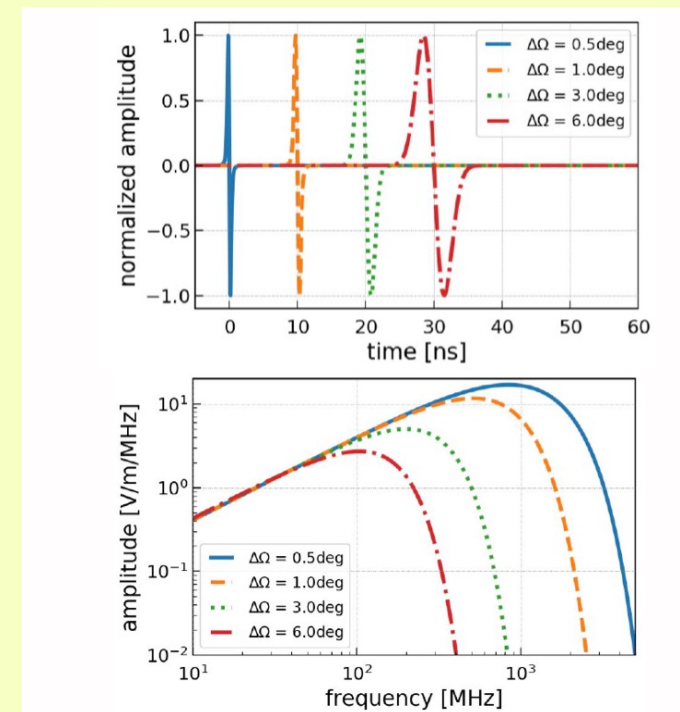 normalized amplitude
1.0
0.5
0.0
−0.5
−1.0
ΔΩ = 0.5deg
ΔΩ = 1.0deg
ΔΩ = 3.0deg
ΔΩ = 6.0deg
0 10 20 30 40 50 60
time [ns]
amplitude [V/m/MHz]
10¹
10⁰
10⁻¹
10⁻²
ΔΩ = 0.5deg
ΔΩ = 1.0deg
ΔΩ = 3.0deg
ΔΩ = 6.0deg
10¹ 10² 10³
frequency [MHz]